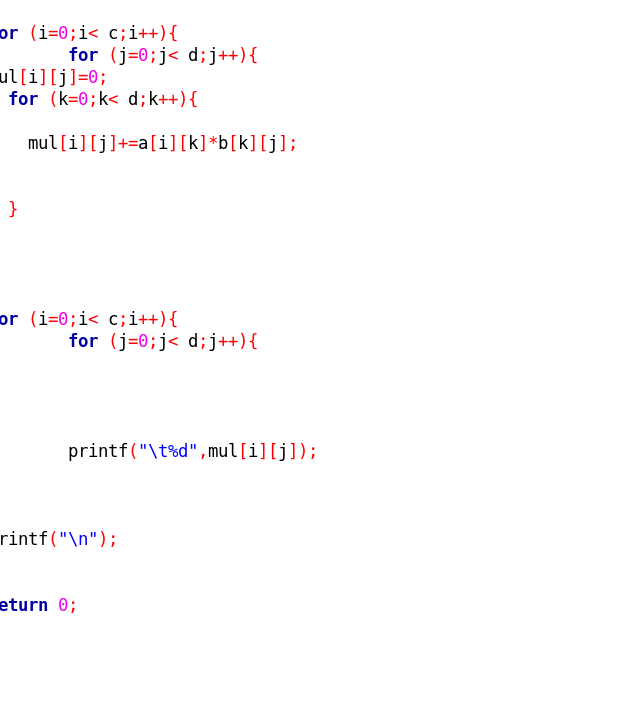 or (i=0;i< c;i++){
for (j=0;j< d;j++){
ul[i][j]=0;
for (k=0;k< d;k++){
mul[i][j]+=a[i][k]*b[k][j];
}
or (i=0;i< c;i++){
for (j=0;j< d;j++){
printf("\t%d",mul[i][j]);
rintf("\n");
eturn 0;